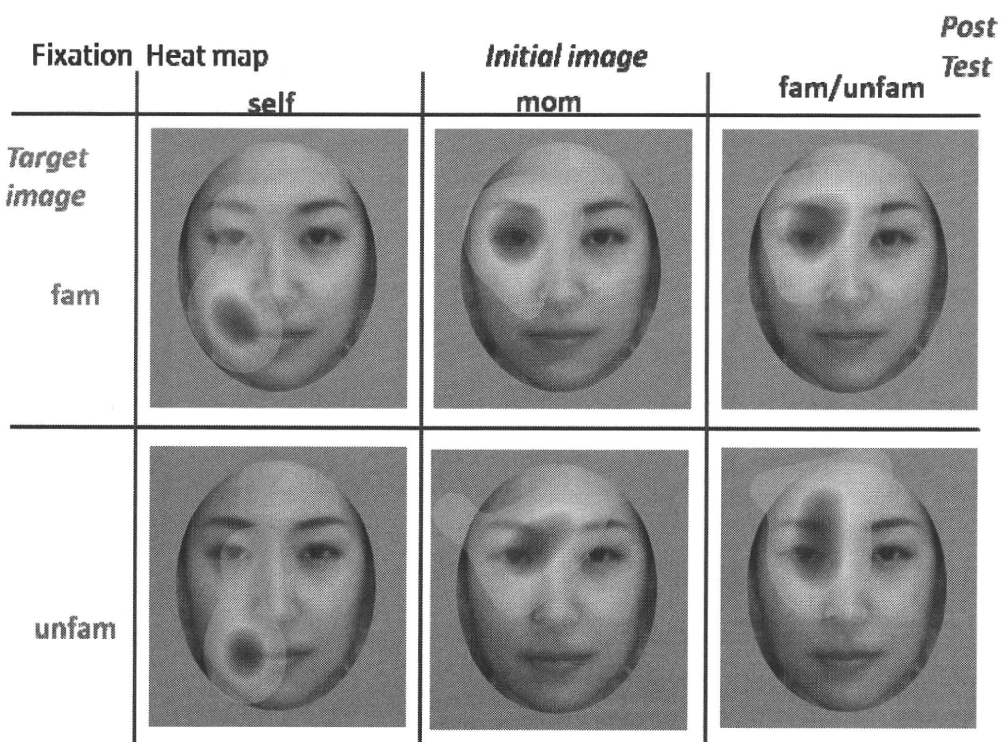 Post
Fixation Heat map Initial image Test
self mom fam/unfam
Target
image
fam
unfam